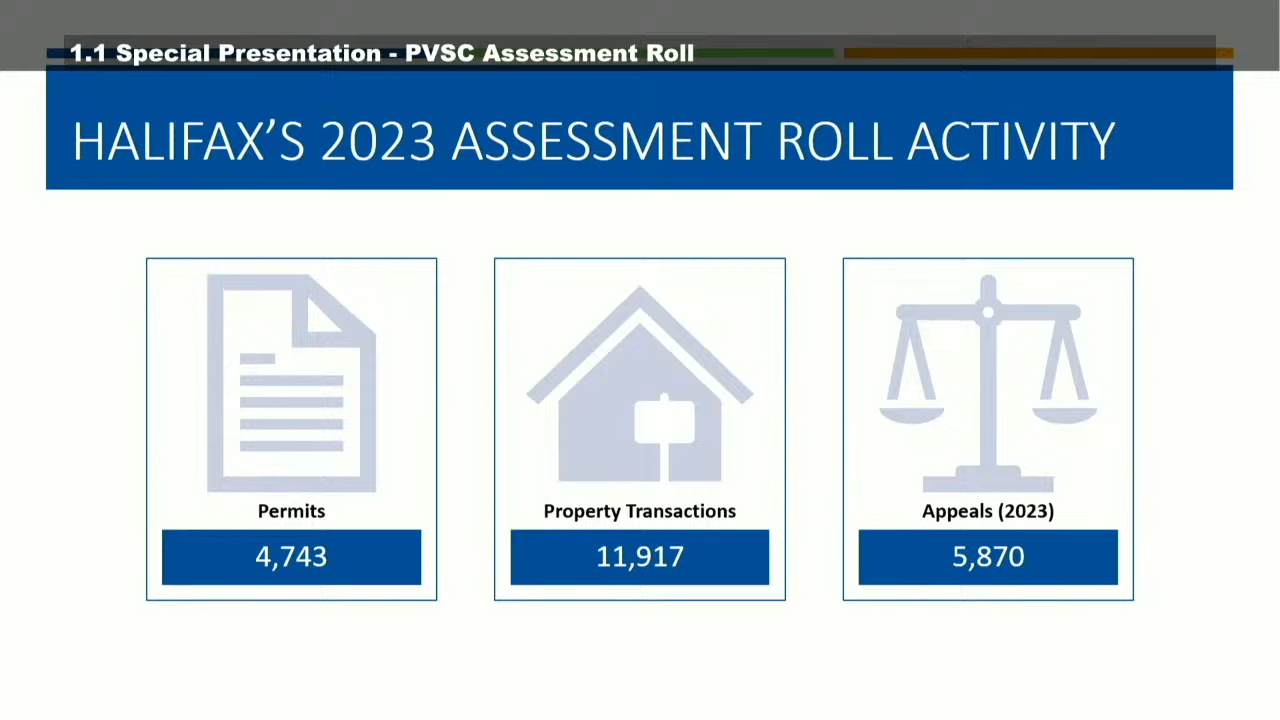 1.1 Special Presentation - PVSC Assessment Roll
HALIFAX'S 2023 ASSESSMENT ROLL ACTIVITY
Permits
4,743
Property Transactions
11,917
Appeals (2023)
5,870